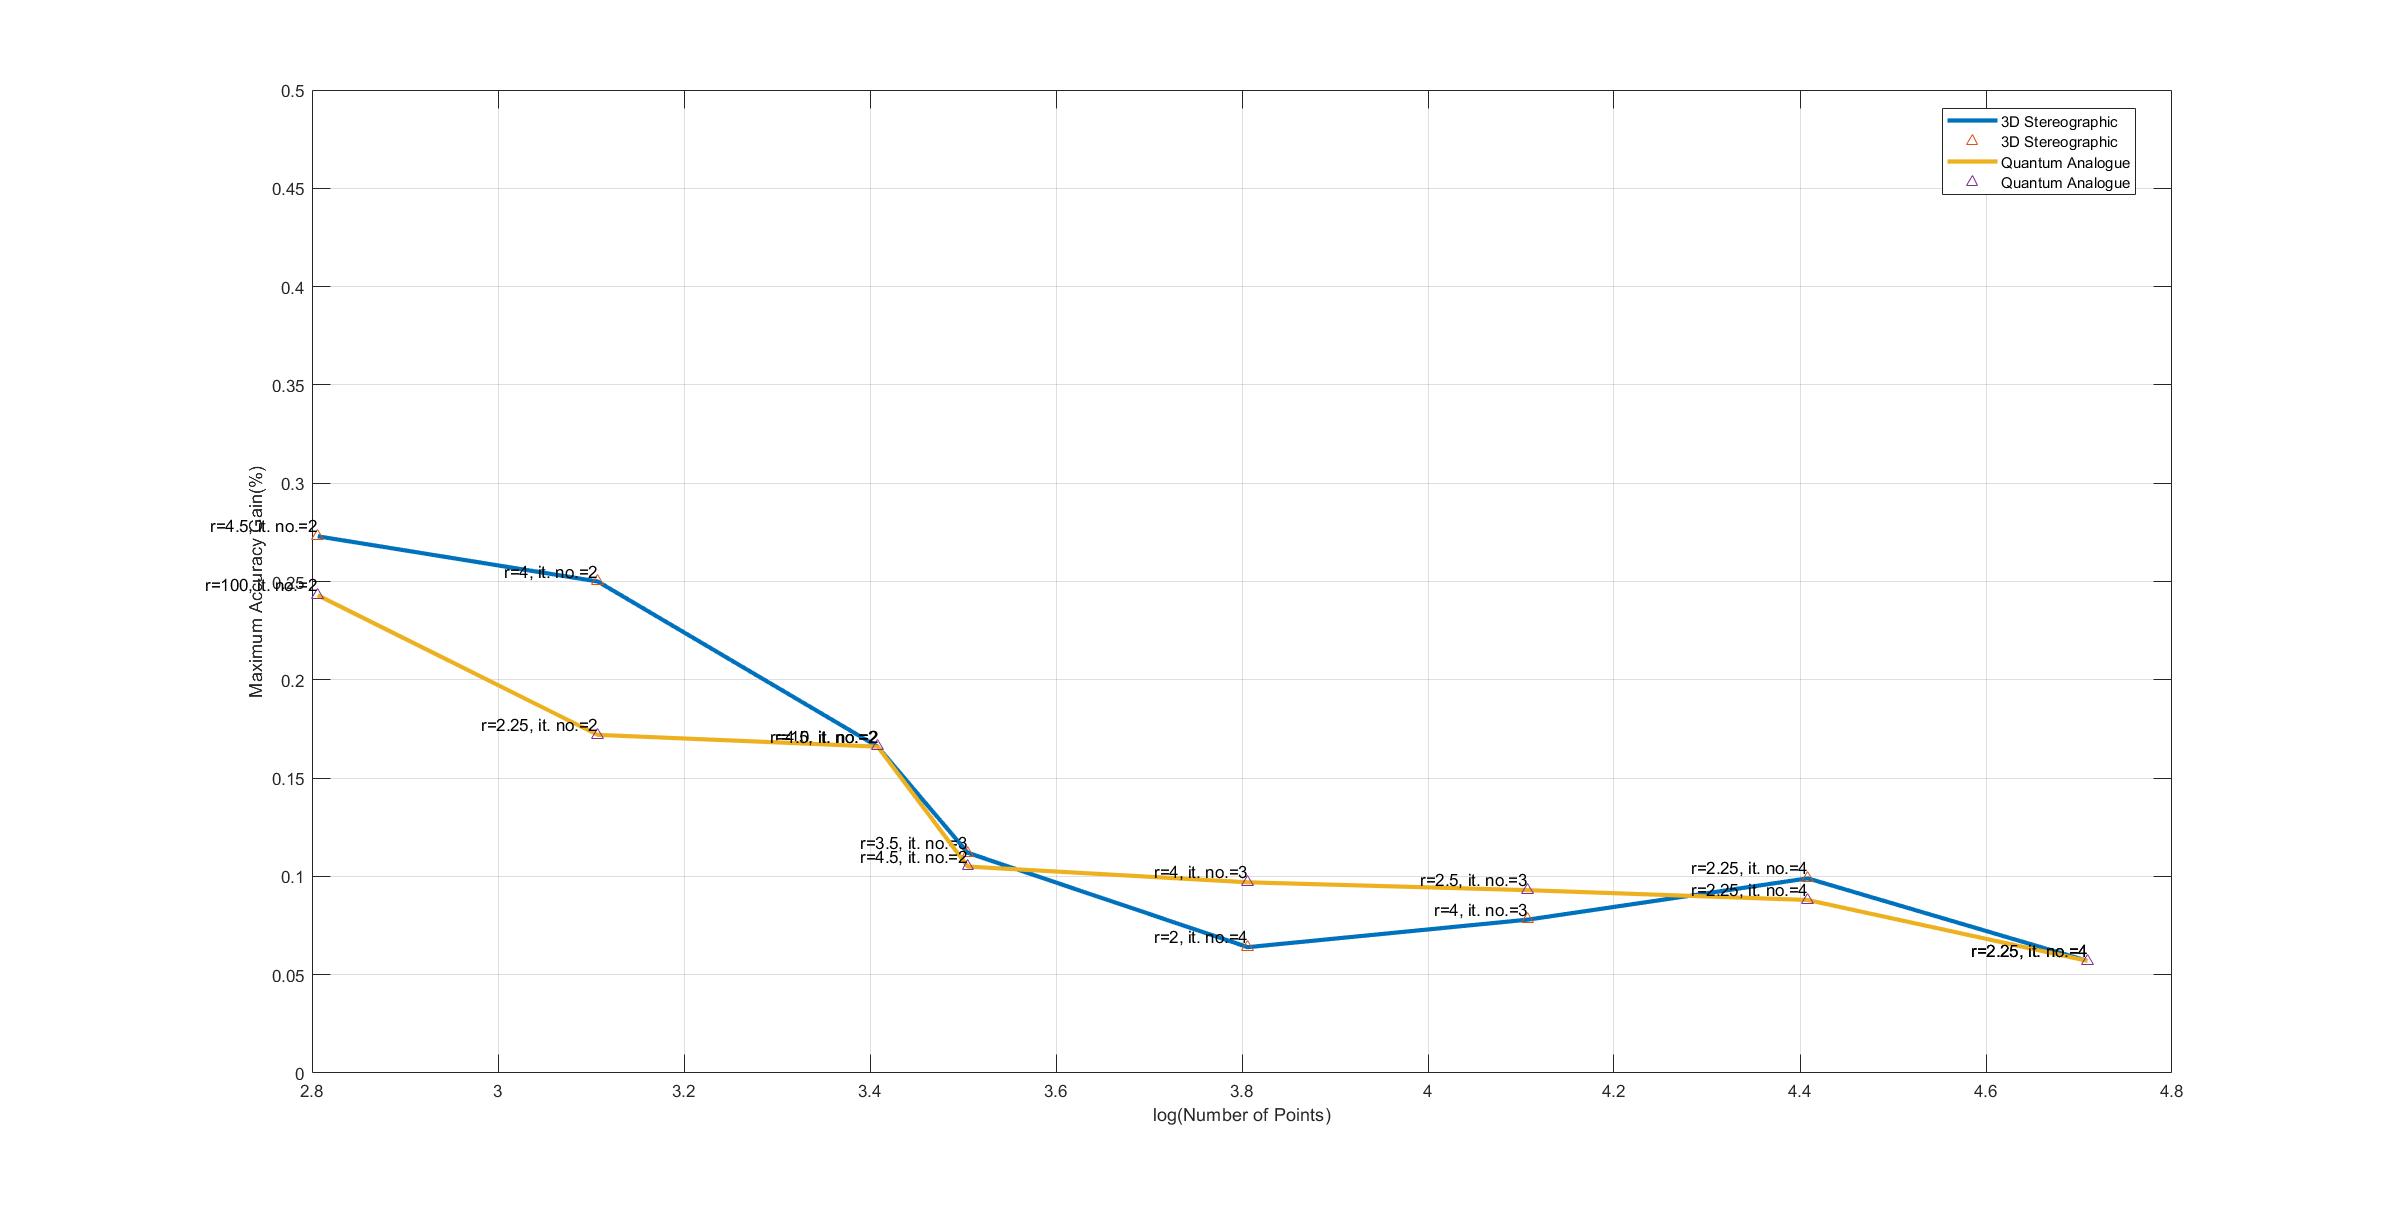 0.5
0.45
0.4
0.35
0.3
0.25
0.2
0.15
0.1
0.05
0
Maximum Accuracy Gain(%)
3D Stereographic
3D Stereographic
Quantum Analogue
Quantum Analogue
r=4.5, it. no.=2
r=4, it. no.=2
r=100, it. no.=2
r=2.25, it. no.=2
it. no.=2
r=3.5, it. no.=3
r=4.5, it. no.=2
r=4, it. no.=3
r=2.5, it. no.=3
r=2.25, it. no.=4
r=2.25, it. no.=4
r=4, it. no.=3
r=2, it. no.=4
r=2.25, it. no.=4
2.8 3 3.2 3.4 3.6 3.8 4 4.2 4.4 4.6 4.8
log(Number of Points)